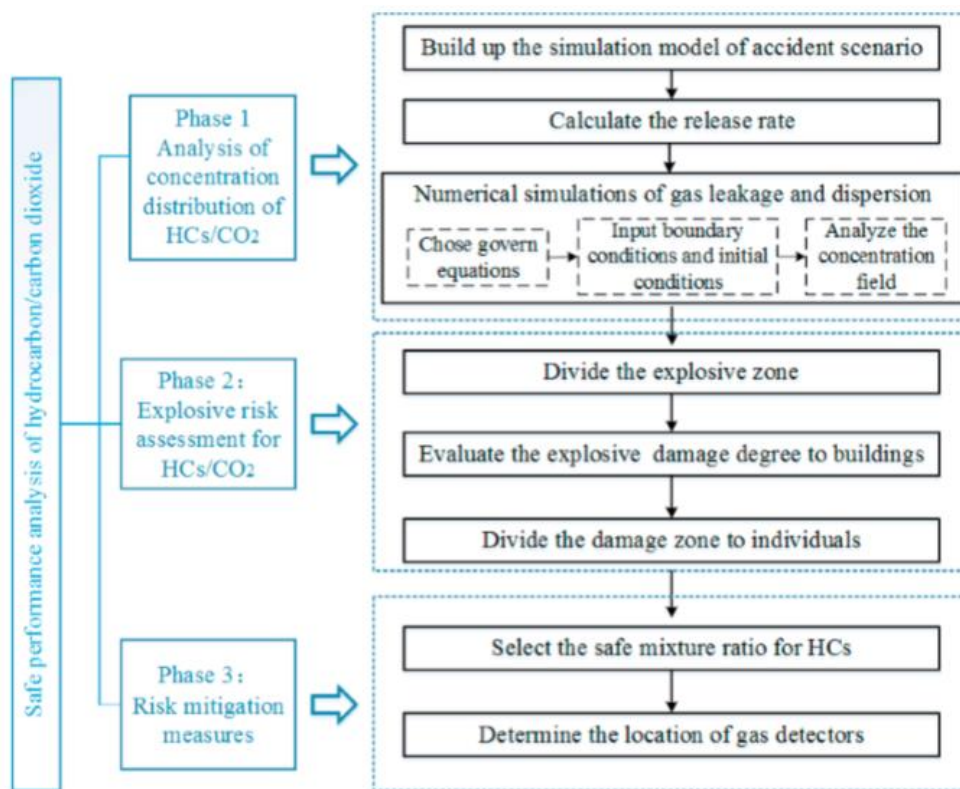 Safe performance analysis of hydrocarbon/carbon dioxide
Phase 1
Analysis of
concentration
distribution of
HCs/CO2
Build up the simulation model of accident scenario
Calculate the release rate
Numerical simulations of gas leakage and dispersion
Chose govern
equations
Input boundary
conditions and initial
conditions
Analyze the
concentration
field
Phase 2：
Explosive risk
assessment for
HCs/CO2
Divide the explosive zone
Evaluate the explosive damage degree to buildings
Divide the damage zone to individuals
Phase 3：
Risk mitigation
measures
Select the safe mixture ratio for HCs
Determine the location of gas detectors